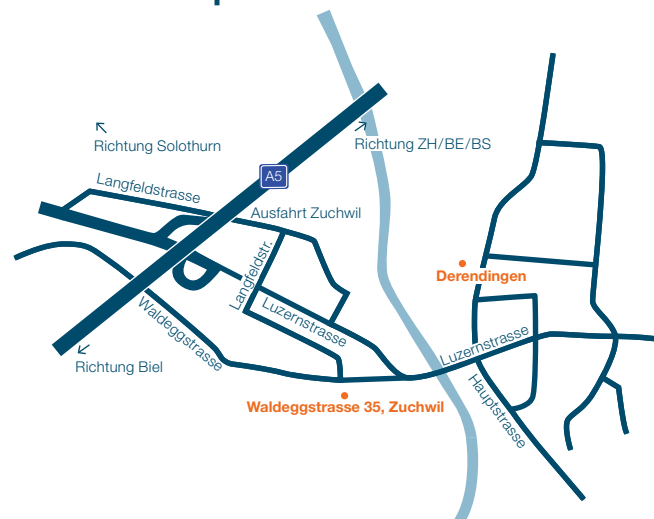 Richtung Solothurn
Richtung ZH/BE/BS
A5
Langfeldstrasse
Ausfahrt Zuchwil
Langfeldstr.
Derendingen
Luzernstrasse
Waldeggstrasse
Luzernstrasse
Richtung Biel
Hauptstrasse
Waldeggstrasse 35, Zuchwil